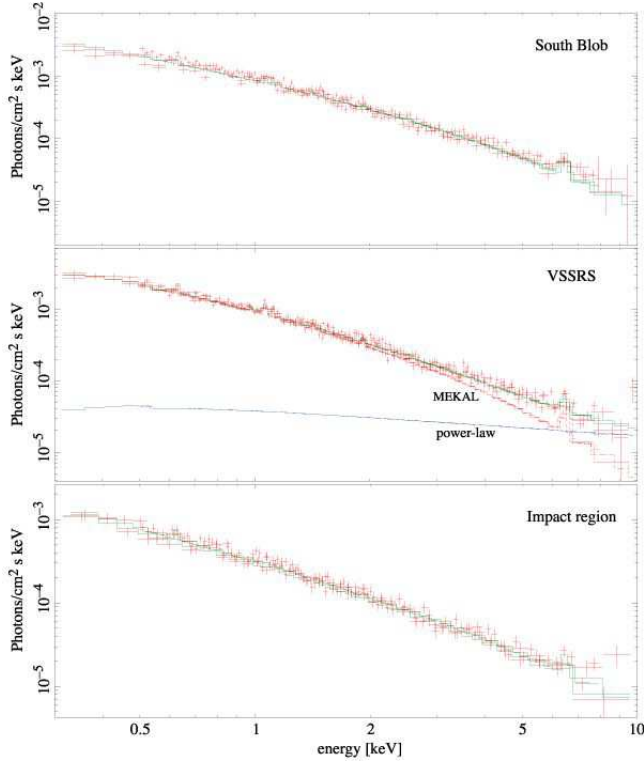 10⁻²
South Blob
10⁻³
Photons/cm² s keV
10⁻⁴
10⁻⁵
VSSRS
10⁻³
Photons/cm² s keV
10⁻⁴
MEKAL
power-law
10⁻⁵
Impact region
10⁻³
Photons/cm² s keV
10⁻⁴
10⁻⁵
0.5 1 2 5 10
energy [keV]